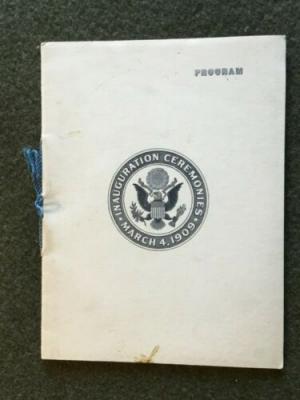 PROGRAM
INAUGURATION CEREMONIES
MARCH 4, 1909